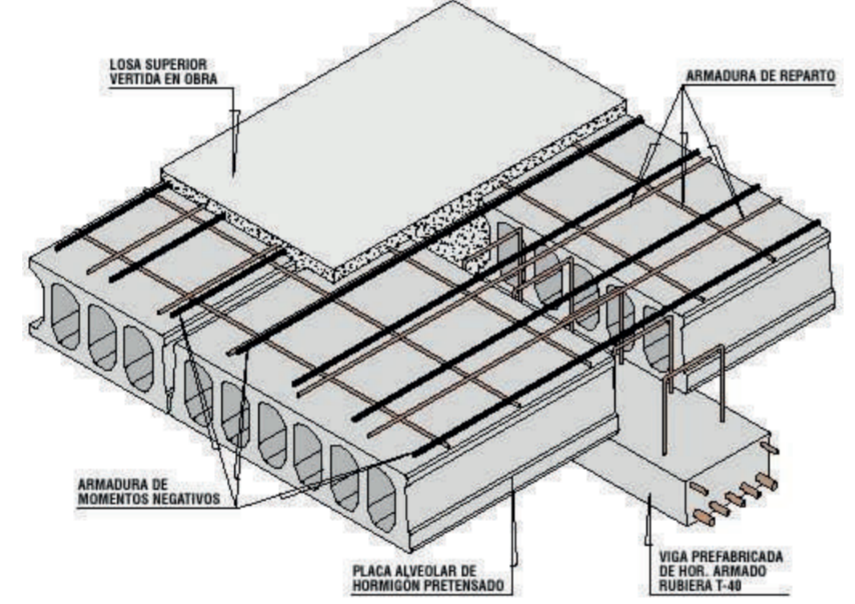 LOSA SUPERIOR
VERTIDA EN OBRA
ARMADURA DE REPARTO
ARMADURA DE
MOMENTOS NEGATIVOS
PLACA ALVEOLAR DE
HORMIGÓN PRETENSADO
VIGA PREFABRICADA
DE HOR. ARMADO
RUBIERA T-40